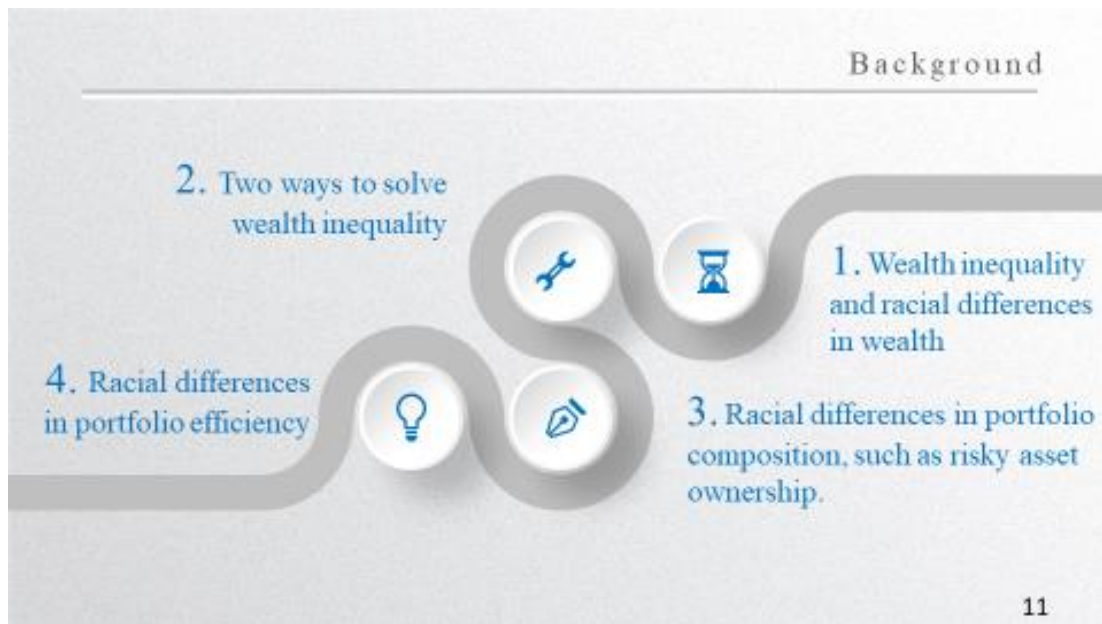 Background
2. Two ways to solve
wealth inequality
1. Wealth inequality
and racial differences
in wealth
4. Racial differences
in portfolio efficiency
3. Racial differences in portfolio
composition, such as risky asset
ownership.
11